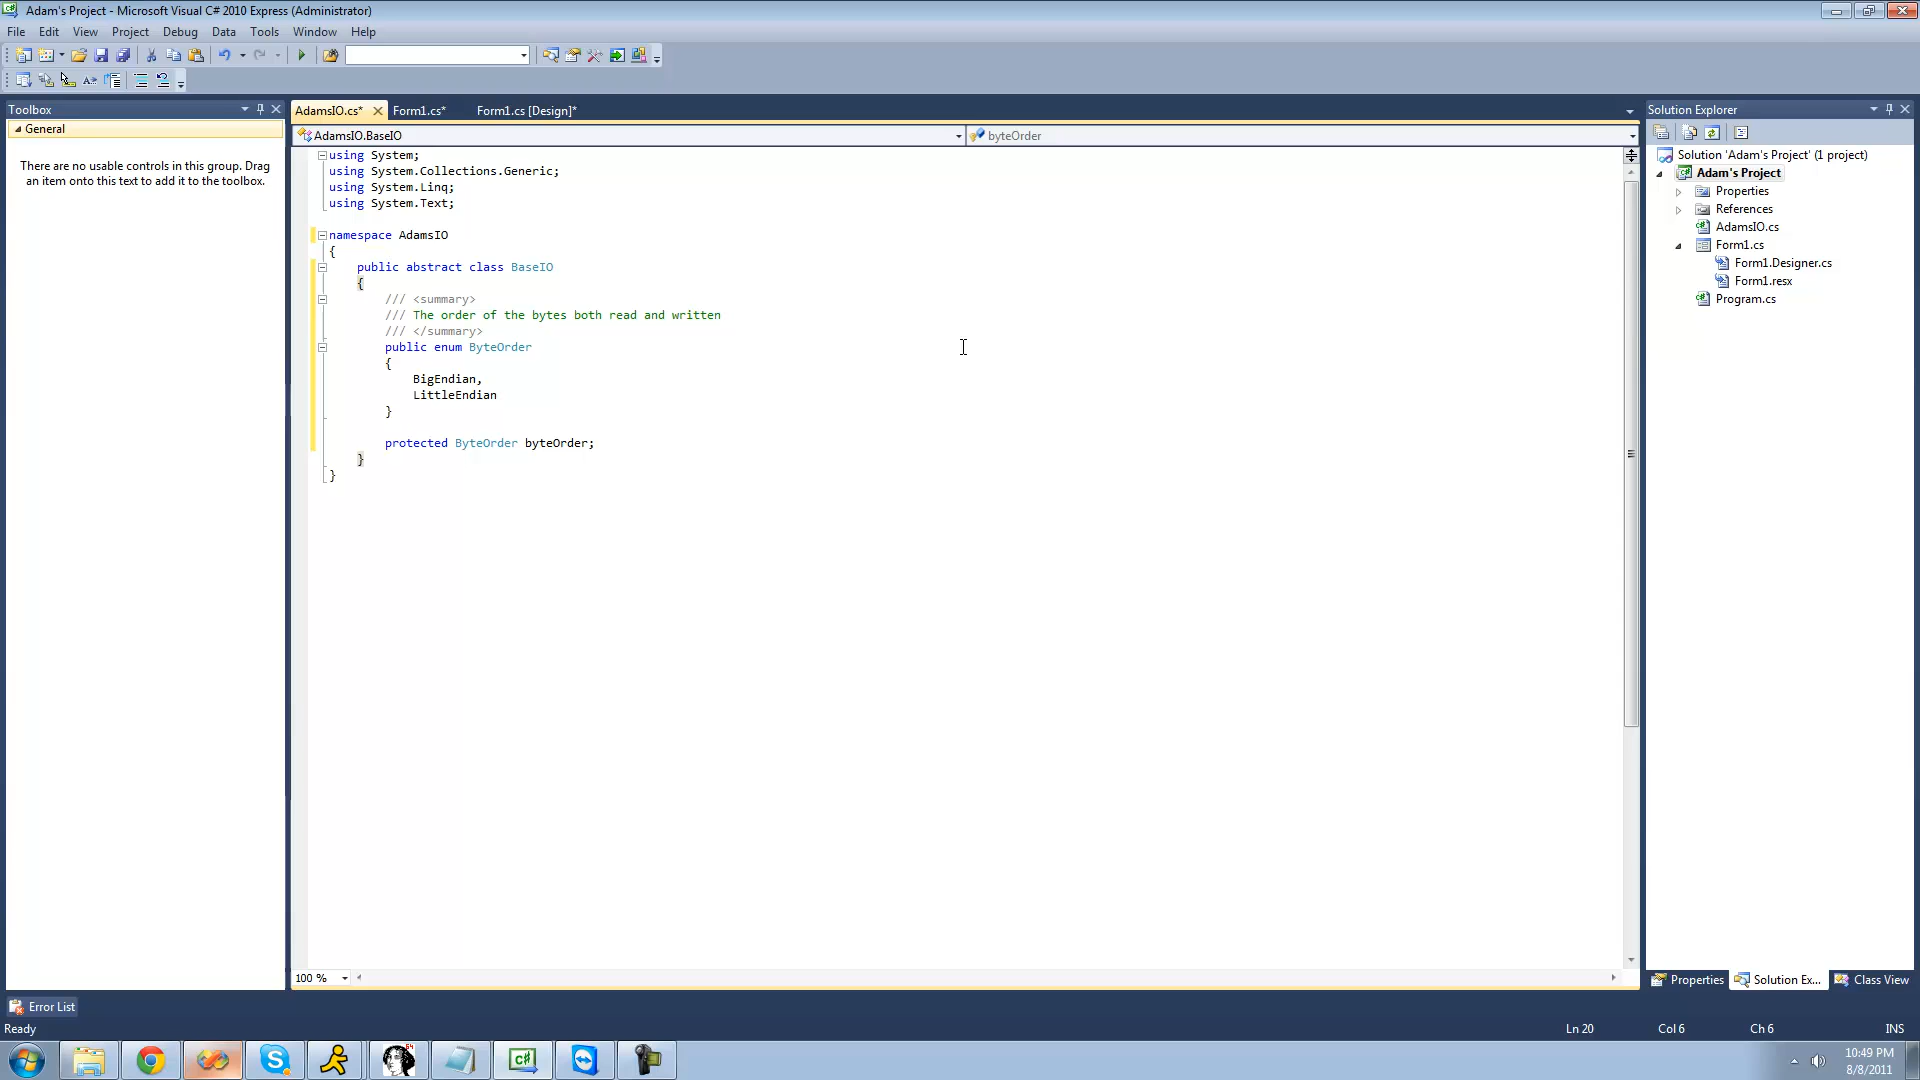 Adam's Project - Microsoft Visual C# 2010 Express (Administrator)
File Edit View Project Debug Data Tools Window Help
Toolbox
General
There are no usable controls in this group. Drag
an item onto this text to add it to the toolbox.
AdamsIO.cs* Form1.cs* Form1.cs [Design]*
AdamsIO.BaseIO byteOrder
using System;
using System.Collections.Generic;
using System.Linq;
using System.Text;
namespace AdamsIO
{
public abstract class BaseIO
{
/// <summary>
/// The order of the bytes both read and written
/// </summary>
public enum ByteOrder
{
BigEndian,
LittleEndian
}
protected ByteOrder byteOrder;
}
}
100 %
Solution Explorer
Solution 'Adam's Project' (1 project)
Adam's Project
Properties
References
AdamsIO.cs
Form1.cs
Form1.Designer.cs
Form1.resx
Program.cs
Properties Solution Ex... Class View
Error List
Ready Ln 20 Col 6 Ch 6 INS
10:49 PM
8/8/2011